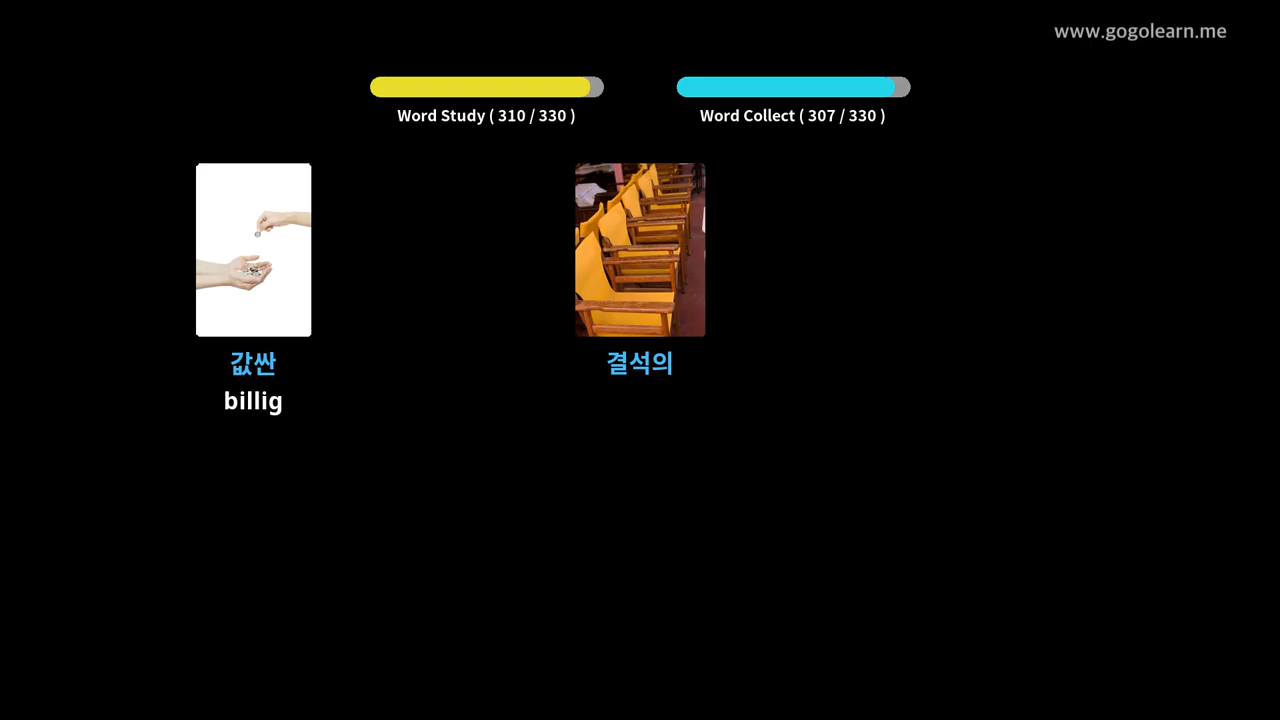 www.gogolearn.me
Word Study ( 310 / 330 )
Word Collect ( 307 / 330 )
값싼
billig
결석의